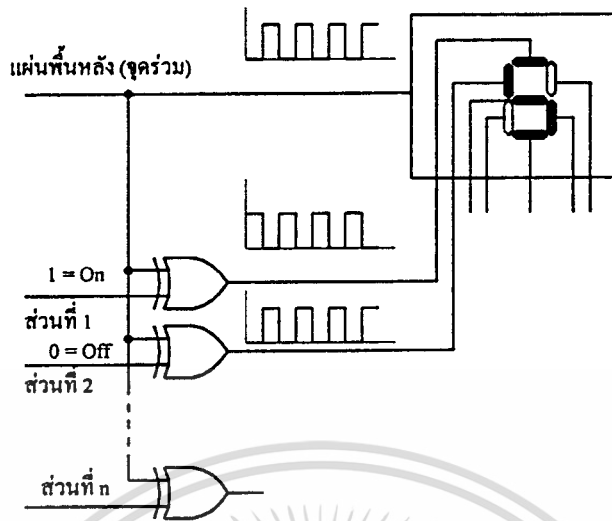 แผ่นพื้นหลัง (จุดร่วม)
1 = On
ส่วนที่ 1
0 = Off
ส่วนที่ 2
ส่วนที่ n